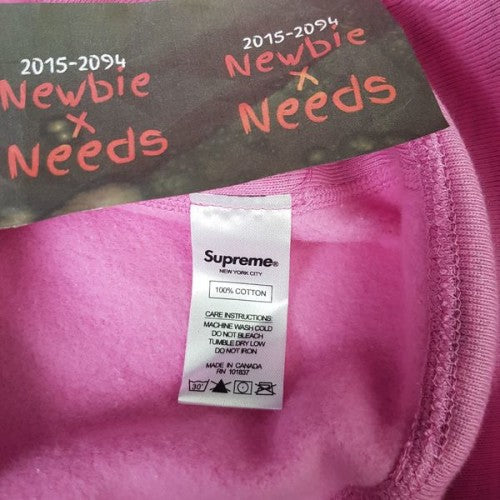 2015-2094
Newbie
x
Needs
2015-2094
Newbie
x
Needs
Supreme®
NEW YORK CITY
100% COTTON
CARE INSTRUCTIONS:
MACHINE WASH COLD
DO NOT BLEACH
TUMBLE DRY LOW
DO NOT IRON
MADE IN CANADA
RN 101837
30°